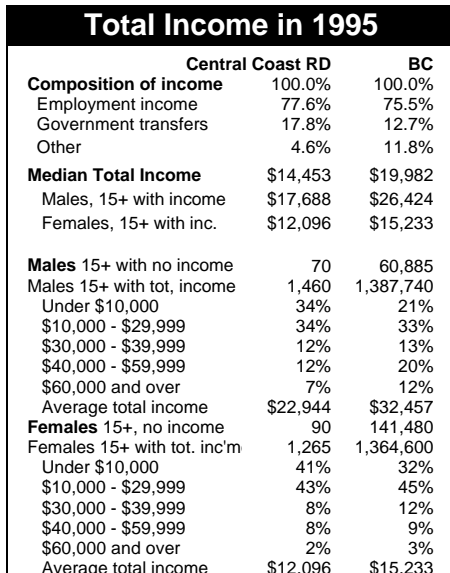 Total Income in 1995
Central Coast RD BC
Composition of income 100.0% 100.0%
Employment income 77.6% 75.5%
Government transfers 17.8% 12.7%
Other 4.6% 11.8%
Median Total Income $14,453 $19,982
Males, 15+ with income $17,688 $26,424
Females, 15+ with inc. $12,096 $15,233
Males 15+ with no income 70 60,885
Males 15+ with tot, income 1,460 1,387,740
Under $10,000 34% 21%
$10,000 - $29,999 34% 33%
$30,000 - $39,999 12% 13%
$40,000 - $59,999 12% 20%
$60,000 and over 7% 12%
Average total income $22,944 $32,457
Females 15+, no income 90 141,480
Females 15+ with tot. inc'm 1,265 1,364,600
Under $10,000 41% 32%
$10,000 - $29,999 43% 45%
$30,000 - $39,999 8% 12%
$40,000 - $59,999 8% 9%
$60,000 and over 2% 3%
Average total income $12,096 $15,233